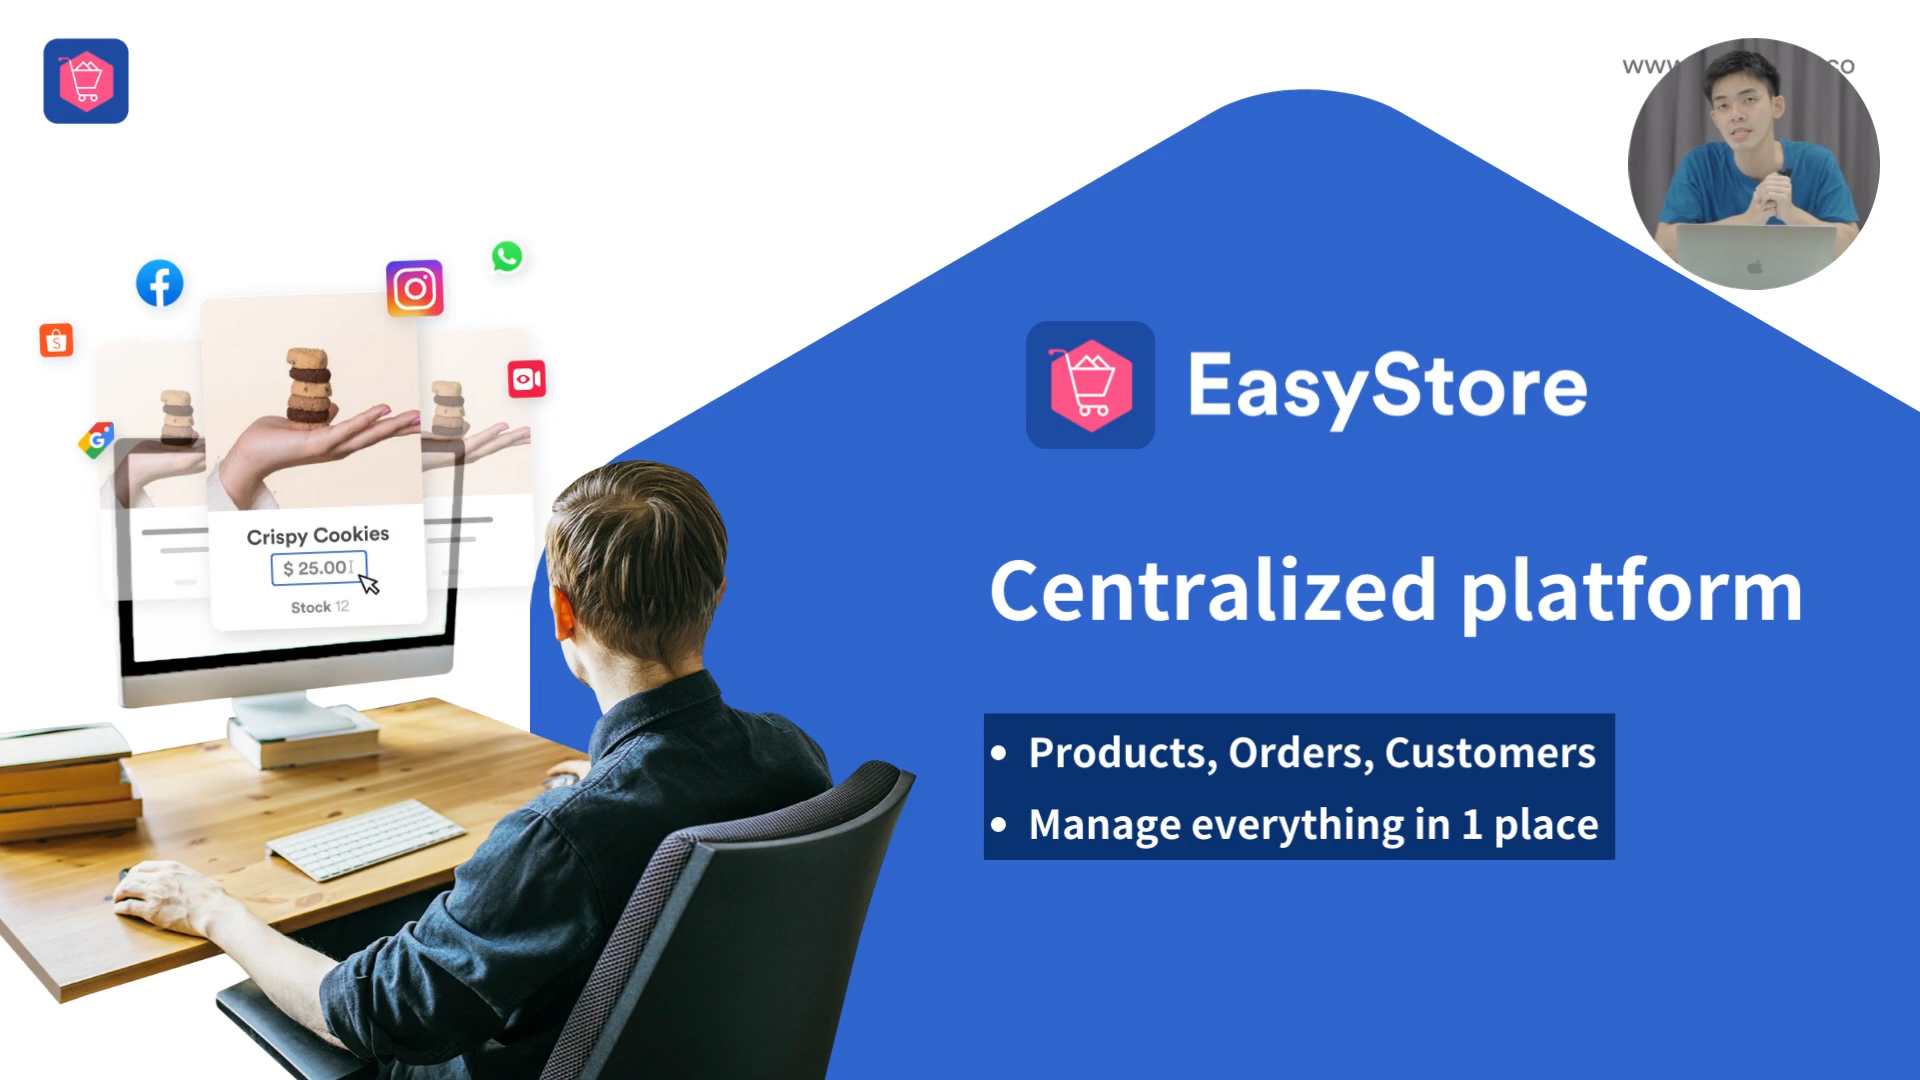 EasyStore
Centralized platform
• Products, Orders, Customers
• Manage everything in 1 place
Crispy Cookies
$ 25.00
Stock 12